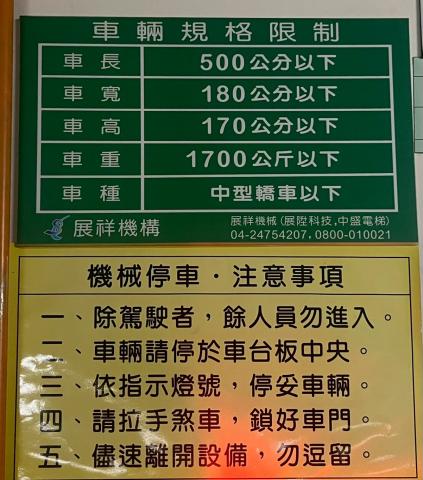 車輛規格限制
車長 500公分以下
車寬 180公分以下
車高 170公分以下
車重 1700公斤以下
車種 中型轎車以下
展祥機構 展祥機械(展陞科技,中盛電梯)
04-24754207,0800-010021
機械停車·注意事項
一、除駕駛者,餘人員勿進入。
二、車輛請停於車台板中央。
三、依指示燈號,停妥車輛。
四、請拉手煞車,鎖好車門。
五、儘速離開設備,勿逗留。